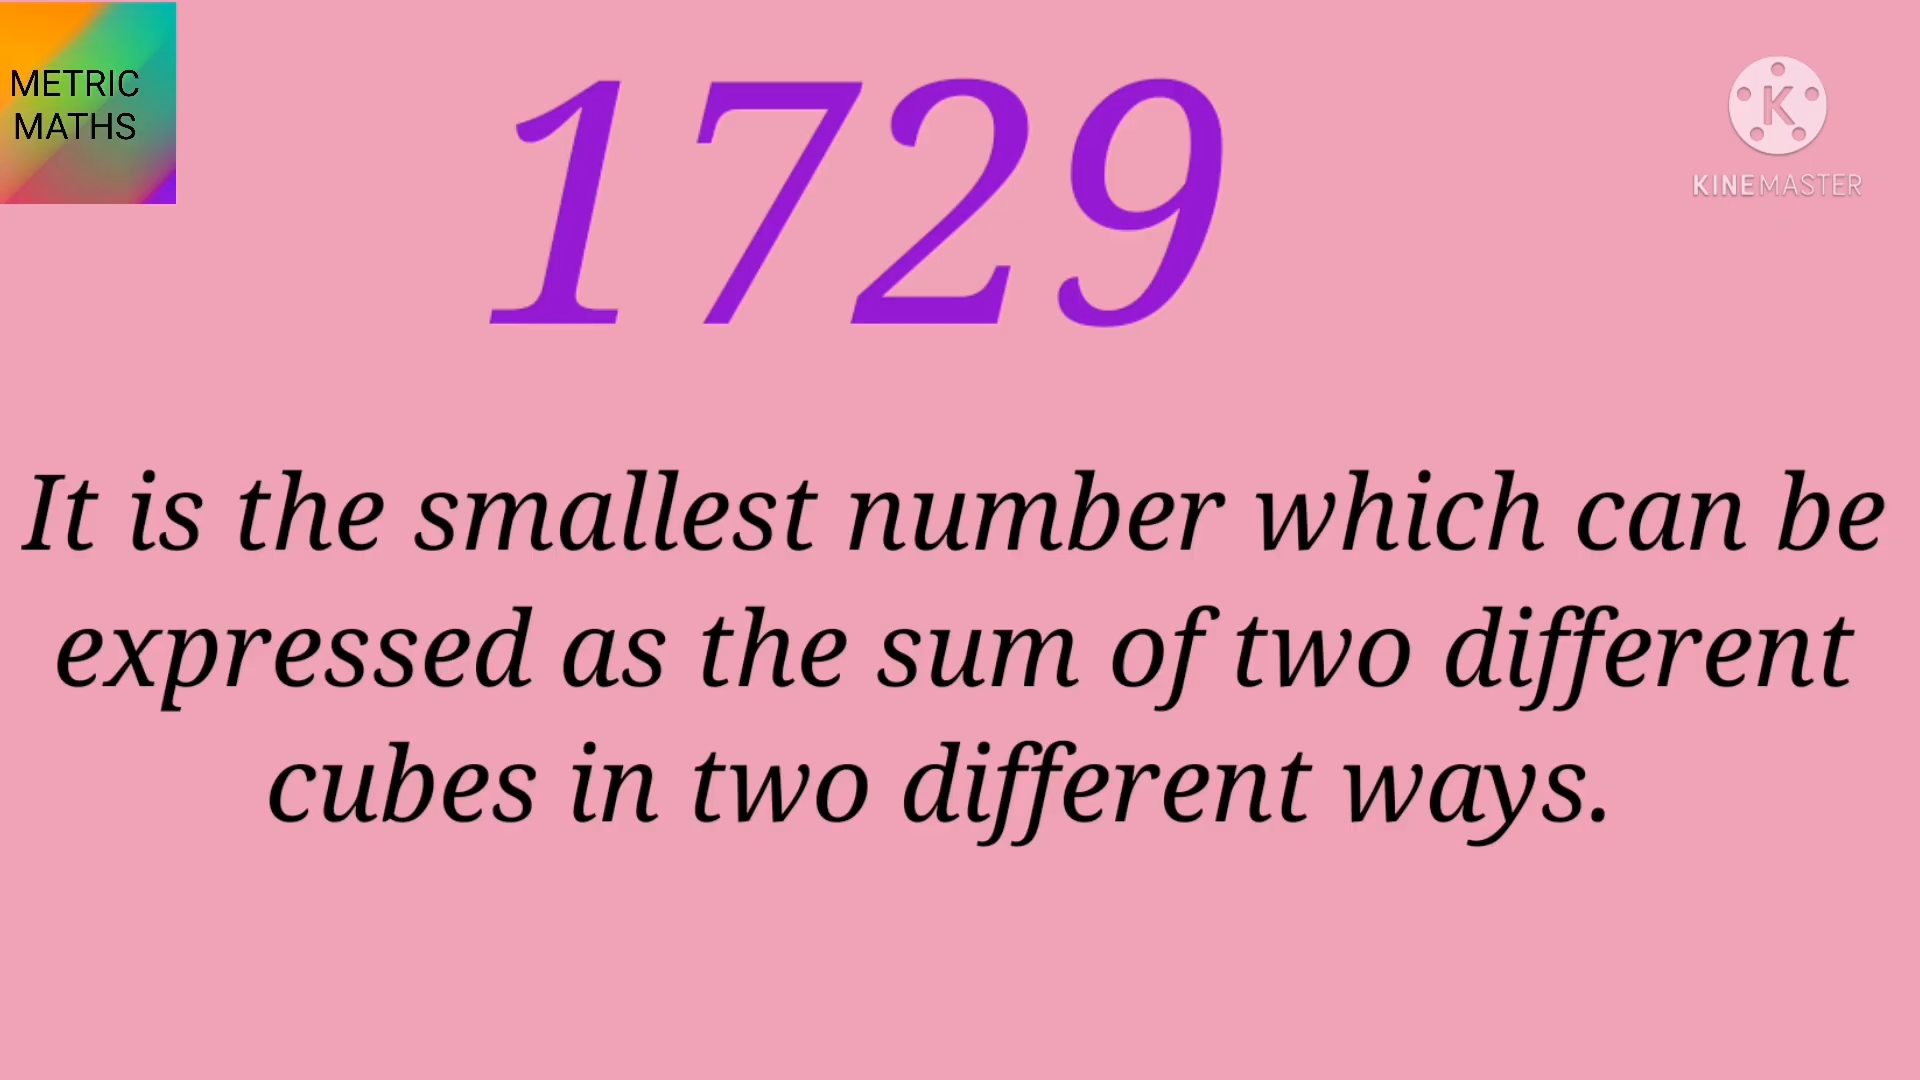 METRIC
MATHS
1729
K
KINEMASTER
It is the smallest number which can be
expressed as the sum of two different
cubes in two different ways.